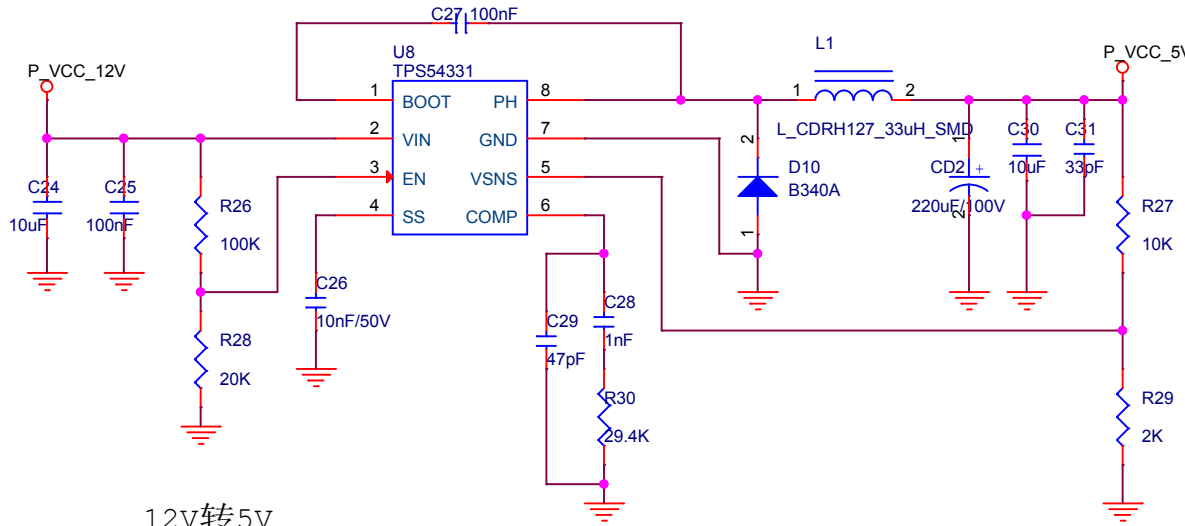 C27 100nF
U8
TPS54331
L1
P_VCC_12V
P_VCC_5V
1 BOOT PH 8
1 2
2 VIN GND 7
L_CDRH127_33uH_SMD
3 EN VSNS 5
4 SS COMP 6
C24
10uF
C25
100nF
R26
100K
2
D10
B340A
1
1
CD2 +
220uF/100V
2
C30
10uF
C31
33pF
R27
10K
C26
10nF/50V
C28
1nF
C29
47pF
R28
20K
R30
29.4K
R29
2K
12V转5V